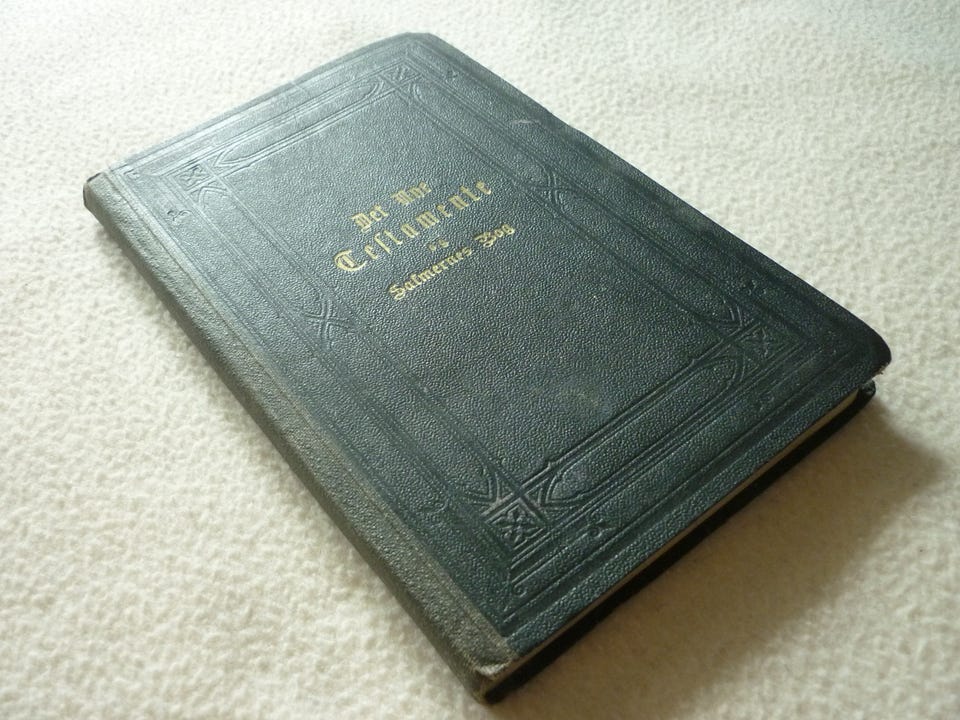 Det Nye
Testamente
og
Salmernes Bog